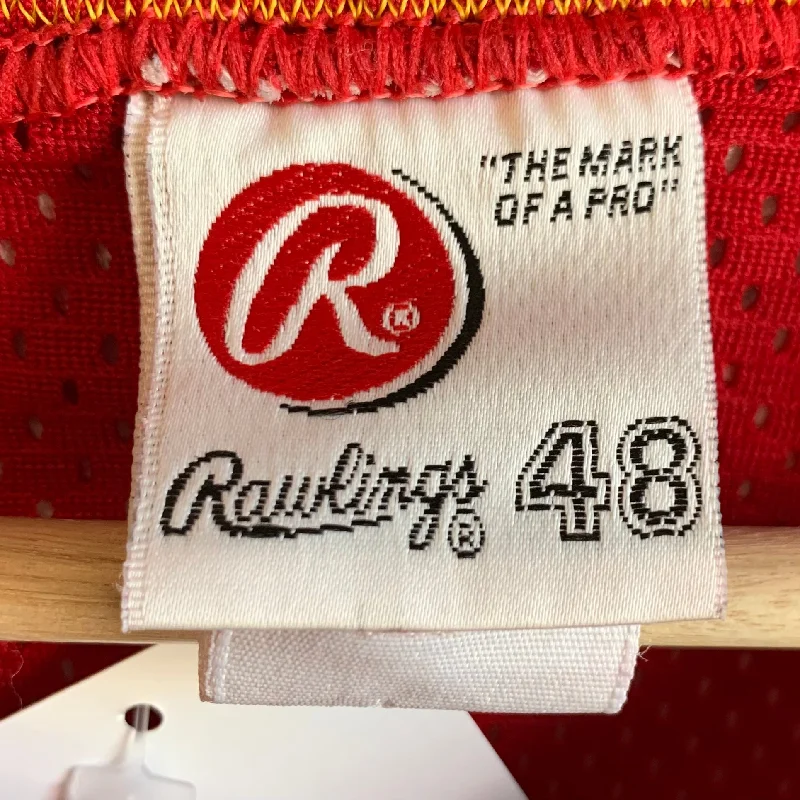 "THE MARK
OF A PRO"
R®
Rawlings® 48